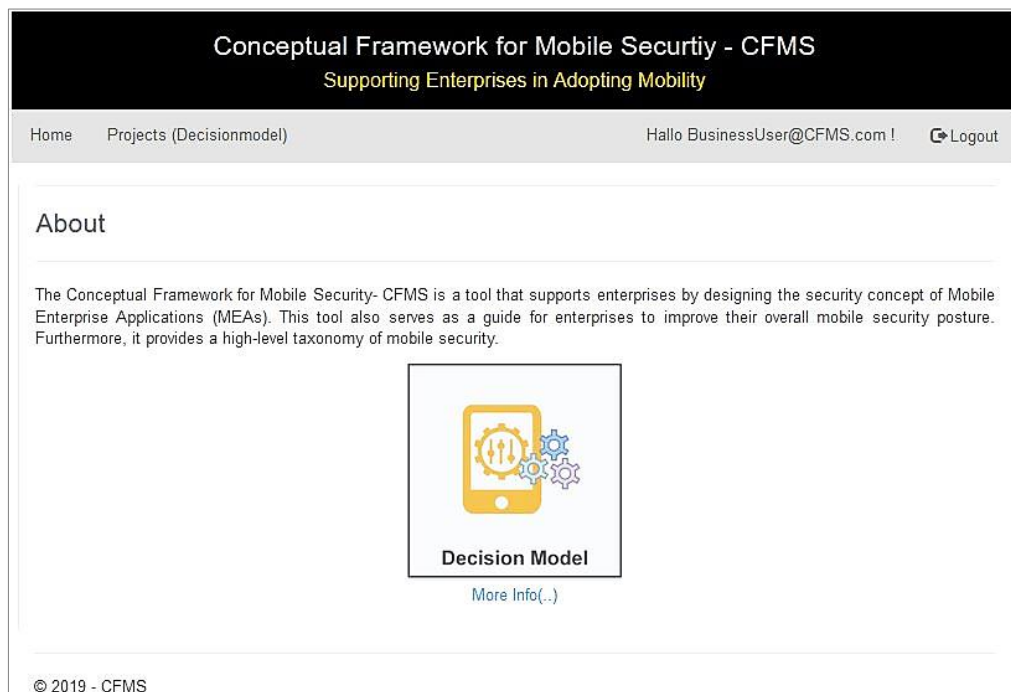 Conceptual Framework for Mobile Securtiy - CFMS
Supporting Enterprises in Adopting Mobility
Home Projects (Decisionmodel) Hallo BusinessUser@CFMS.com ! Logout
About
The Conceptual Framework for Mobile Security- CFMS is a tool that supports enterprises by designing the security concept of Mobile
Enterprise Applications (MEAs). This tool also serves as a guide for enterprises to improve their overall mobile security posture.
Furthermore, it provides a high-level taxonomy of mobile security.
Decision Model
More Info(..)
© 2019 - CFMS